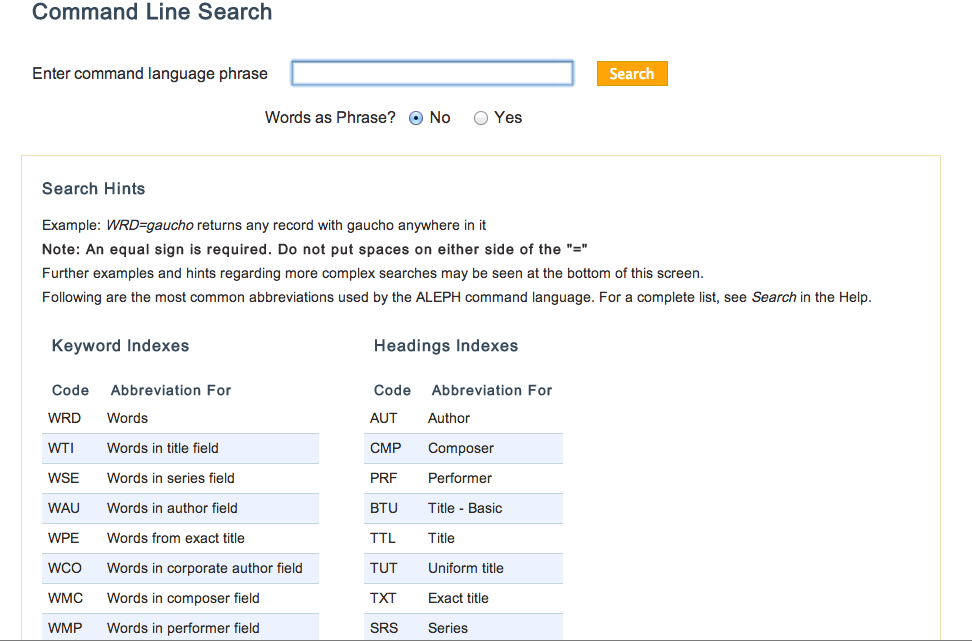 Command Line Search
Enter command language phrase
Search
Words as Phrase? No Yes
Search Hints
Example: WRD=gaucho returns any record with gaucho anywhere in it
Note: An equal sign is required. Do not put spaces on either side of the "="
Further examples and hints regarding more complex searches may be seen at the bottom of this screen.
Following are the most common abbreviations used by the ALEPH command language. For a complete list, see Search in the Help.
Keyword Indexes
Code Abbreviation For
WRD Words
WTI Words in title field
WSE Words in series field
WAU Words in author field
WPE Words from exact title
WCO Words in corporate author field
WMC Words in composer field
WMP Words in performer field
Headings Indexes
Code Abbreviation For
AUT Author
CMP Composer
PRF Performer
BTU Title - Basic
TTL Title
TUT Uniform title
TXT Exact title
SRS Series